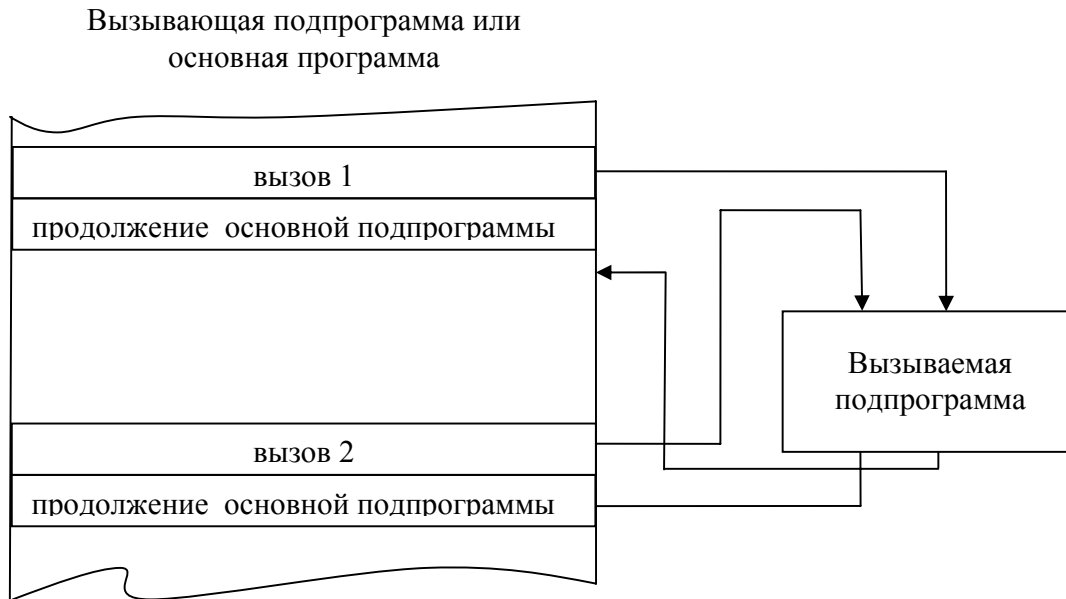 Вызывающая подпрограмма или
основная программа
вызов 1
продолжение основной подпрограммы
Вызываемая
подпрограмма
вызов 2
продолжение основной подпрограммы